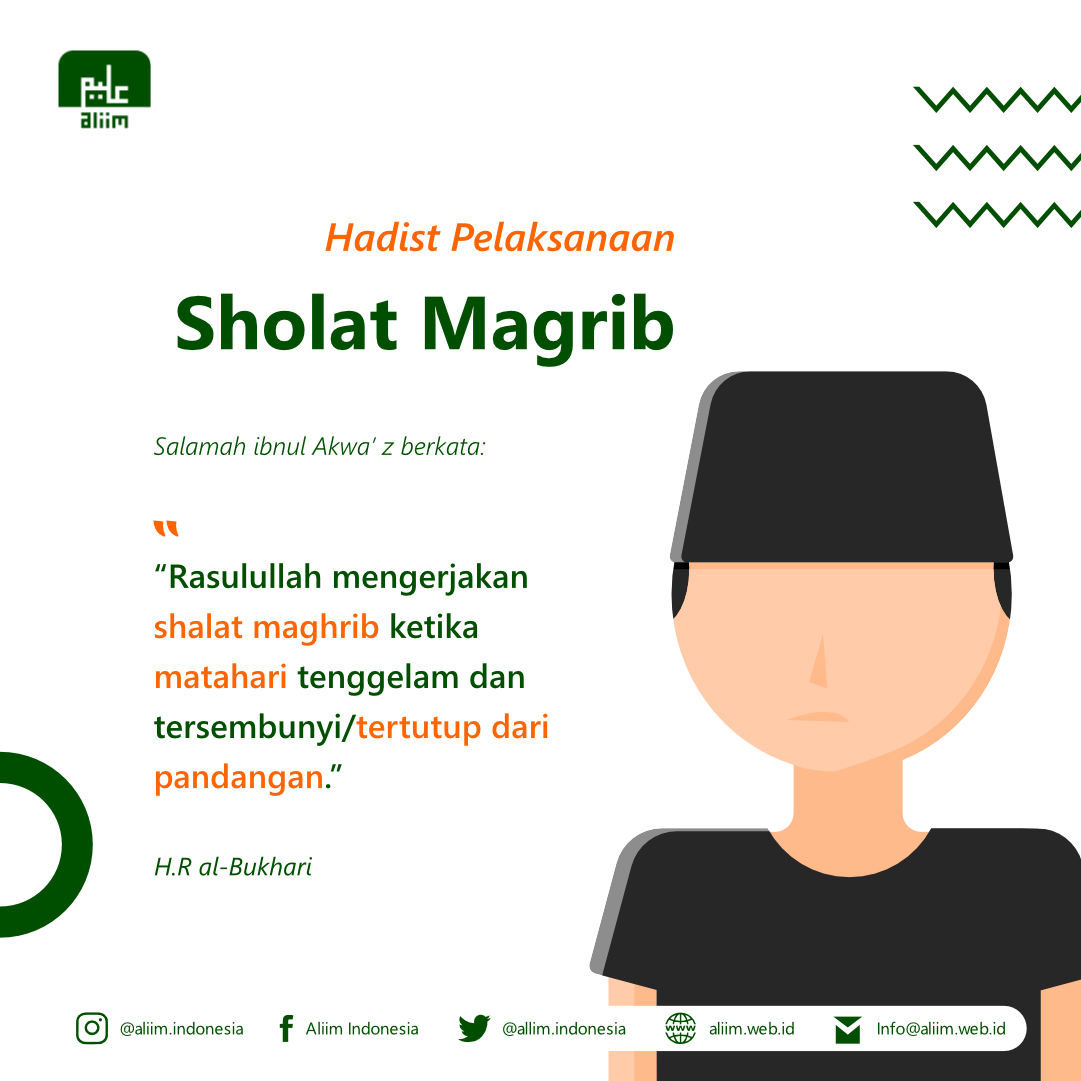 عليم
aliim
Hadist Pelaksanaan
Sholat Magrib
Salamah ibnul Akwa' z berkata:
“Rasulullah mengerjakan
shalat maghrib ketika
matahari tenggelam dan
tersembunyi/tertutup dari
pandangan.”
H.R al-Bukhari
@aliim.indonesia
Aliim Indonesia
@allim.indonesia
www
aliim.web.id
Info@aliim.web.id